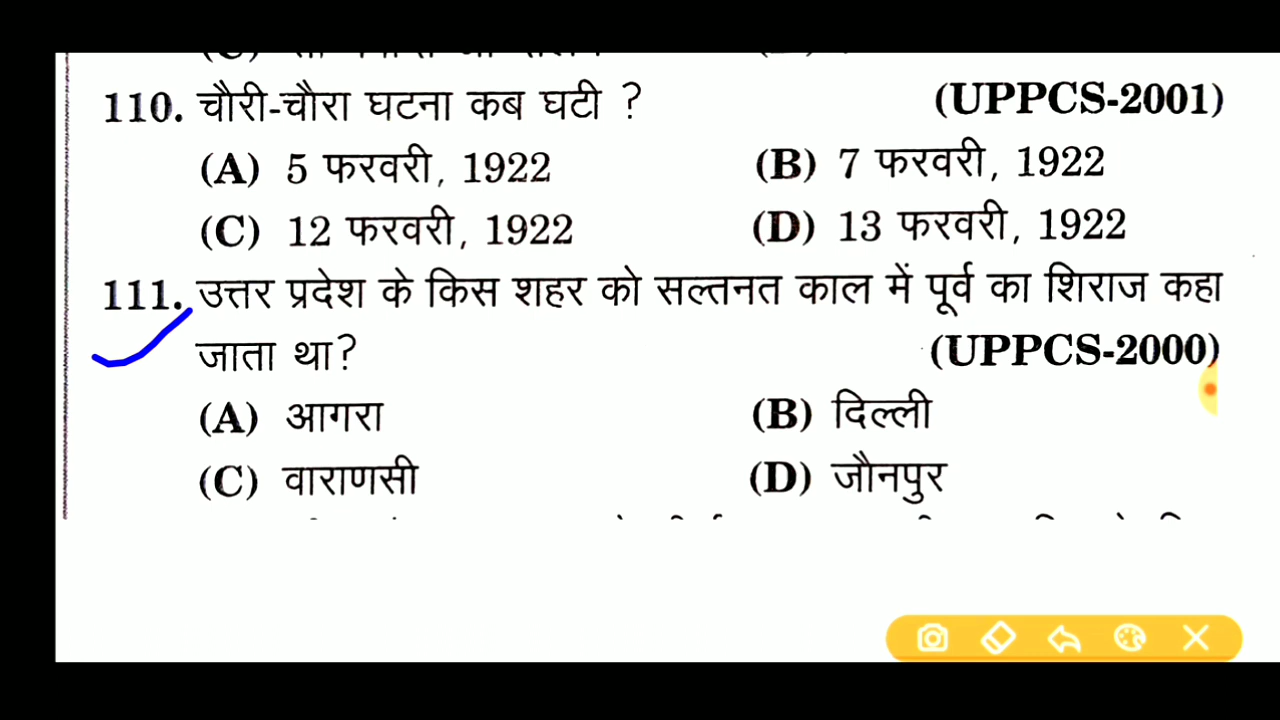 110. चौरी-चौरा घटना कब घटी ? (UPPCS-2001)
(A) 5 फरवरी, 1922 (B) 7 फरवरी, 1922
(C) 12 फरवरी, 1922 (D) 13 फरवरी, 1922
111. उत्तर प्रदेश के किस शहर को सल्तनत काल में पूर्व का शिराज कहा
जाता था? (UPPCS-2000)
(A) आगरा (B) दिल्ली
(C) वाराणसी (D) जौनपुर